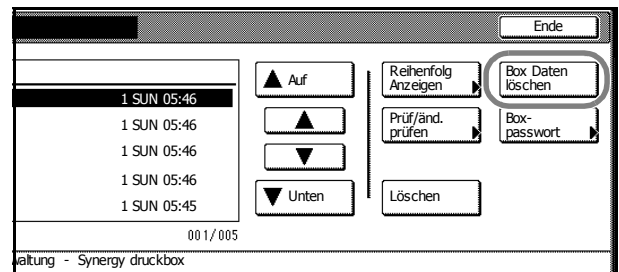 Ende
Auf
Reihenfolg
Anzeigen
Box Daten
löschen
1 SUN 05:46
1 SUN 05:46
Prüf/änd.
prüfen
Box-
passwort
1 SUN 05:46
1 SUN 05:46
1 SUN 05:45
Unten
Löschen
001/005
waltung - Synergy druckbox